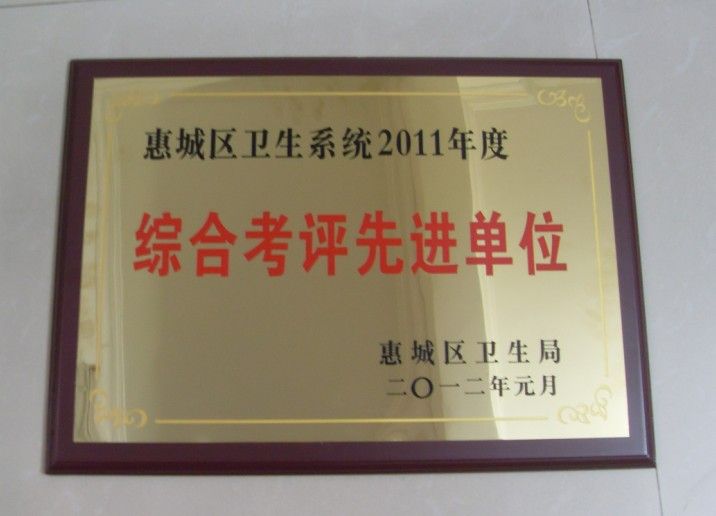 惠城区卫生系统2011年度
综合考评先进单位
惠城区卫生局
二〇一二年元月